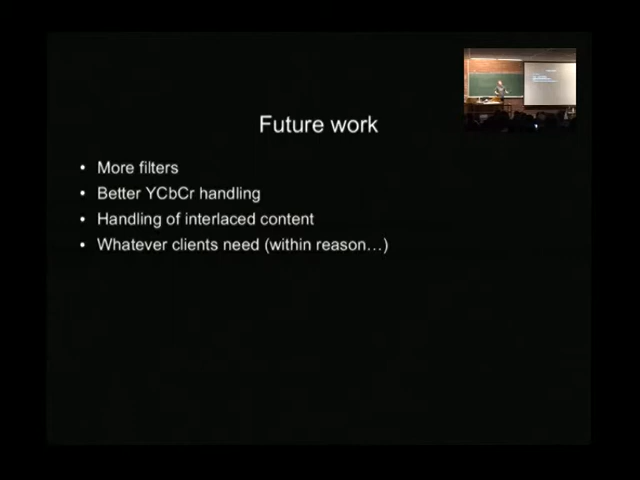 Future work
• More filters
• Better YCbCr handling
• Handling of interlaced content
• Whatever clients need (within reason…)